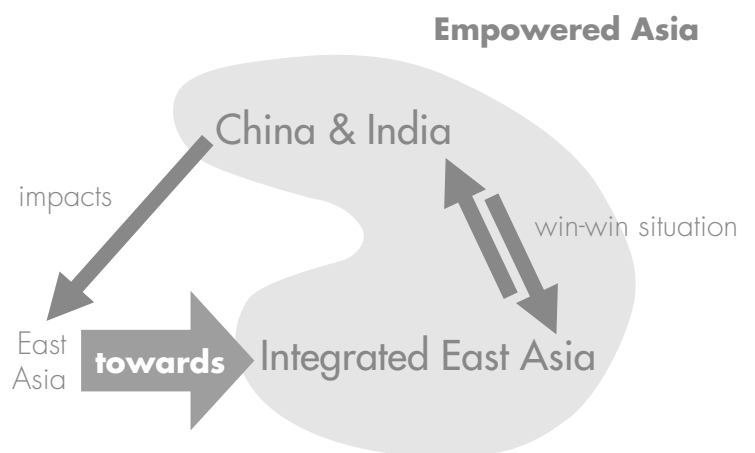 Empowered Asia
China & India
impacts
win-win situation
East
Asia
towards
Integrated East Asia